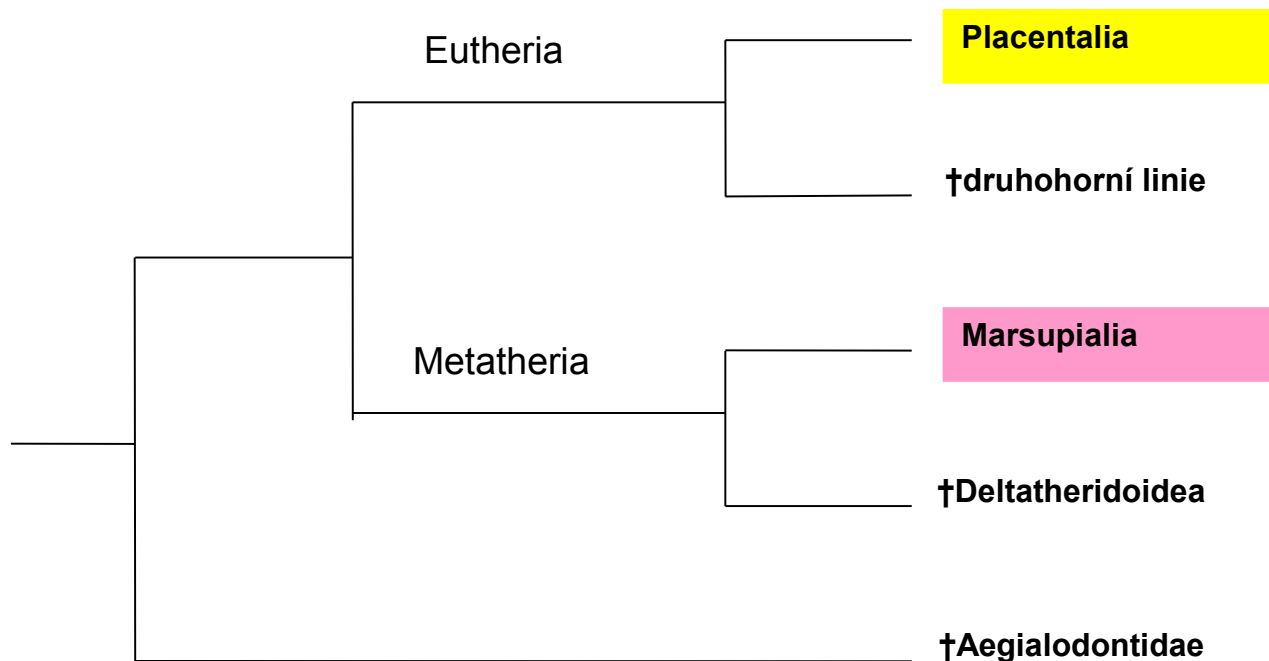 Eutheria
Placentalia
†druhohorní linie
Metatheria
Marsupialia
†Deltatheridoidea
†Aegialodontidae